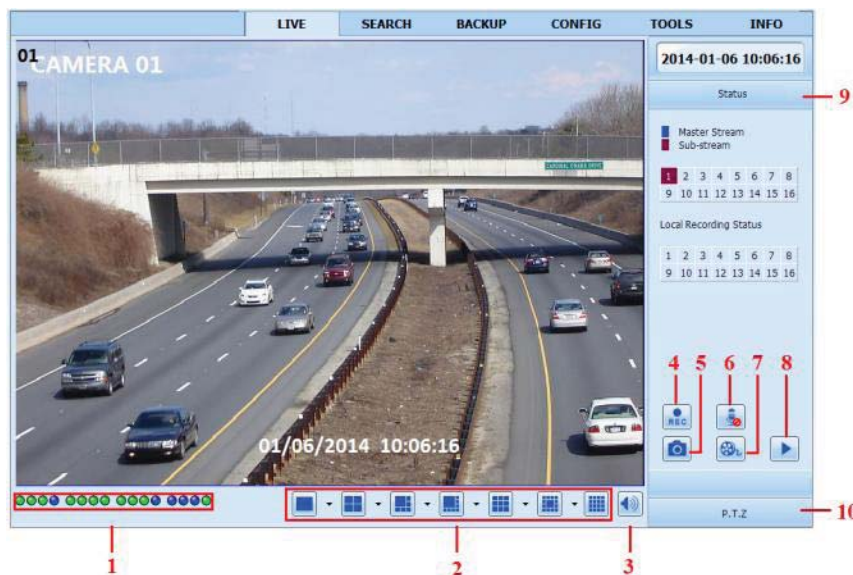 LIVE SEARCH BACKUP CONFIG TOOLS INFO
01
CAMERA 01
2014-01-06 10:06:16
Status
9
Master Stream
Sub-stream
1 2 3 4 5 6 7 8
9 10 11 12 13 14 15 16
Local Recording Status
1 2 3 4 5 6 7 8
9 10 11 12 13 14 15 16
4 5 6 7 8
REC
01/06/2014 10:06:16
P.T.Z
10
1 2 3